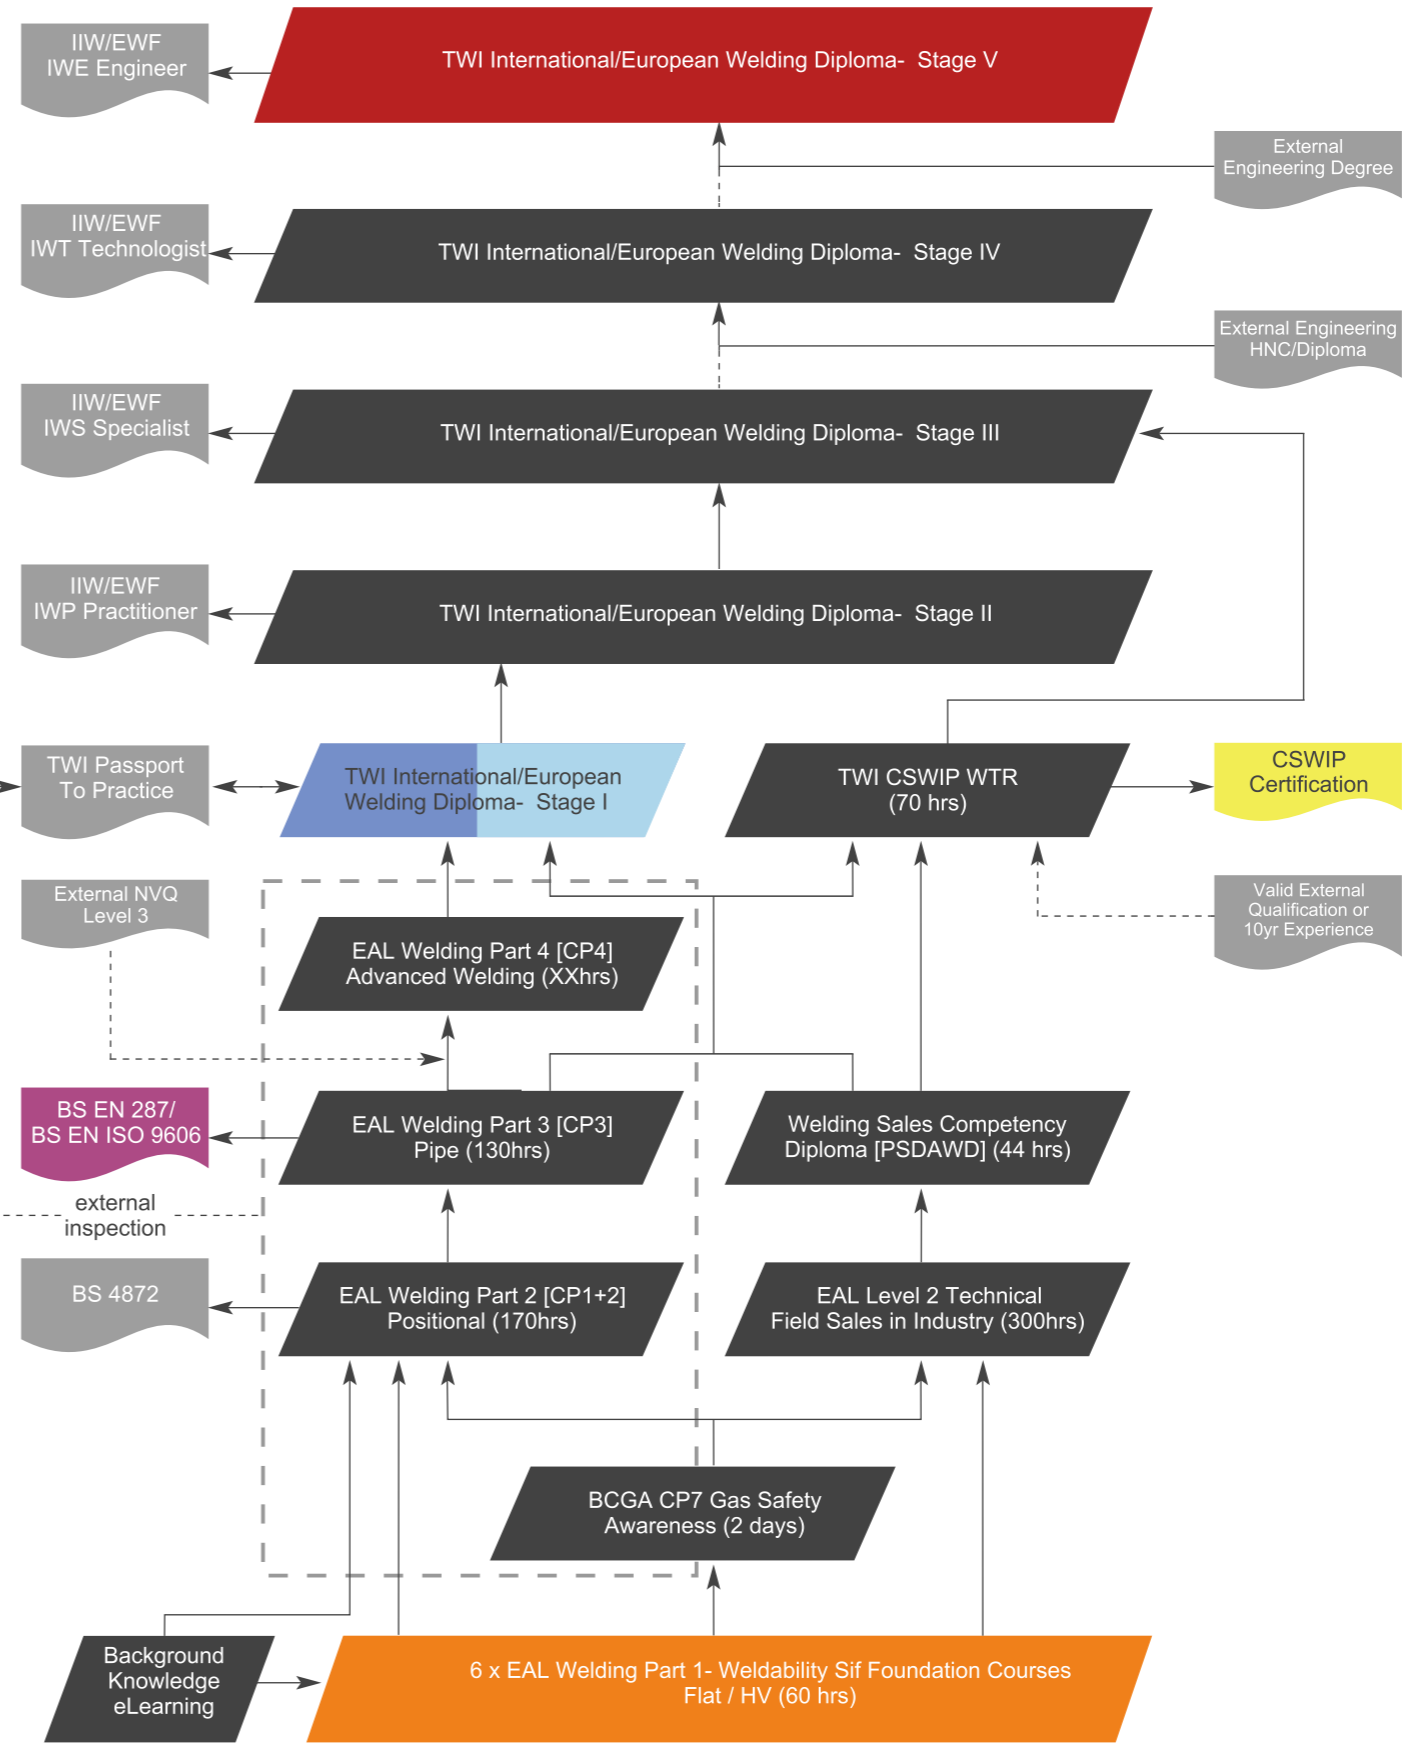 IIW/EWF
IWE Engineer
TWI International/European Welding Diploma-  Stage V
External
Engineering Degree
IIW/EWF
IWT Technologist
TWI International/European Welding Diploma-  Stage IV
External Engineering
HNC/Diploma
IIW/EWF
IWS Specialist
TWI International/European Welding Diploma-  Stage III
IIW/EWF
IWP Practitioner
TWI International/European Welding Diploma-  Stage II
TWI Passport
To Practice
TWI International/European
Welding Diploma-  Stage I
TWI CSWIP WTR
(70 hrs)
CSWIP
Certification
External NVQ
Level 3
Valid External
Qualification or
10yr Experience
EAL Welding Part 4 [CP4]
Advanced Welding (XXhrs)
BS EN 287/
BS EN ISO 9606
EAL Welding Part 3 [CP3]
Pipe (130hrs)
Welding Sales Competency
Diploma [PSDAWD] (44 hrs)
external
inspection
BS 4872
EAL Welding Part 2 [CP1+2]
Positional (170hrs)
EAL Level 2 Technical
Field Sales in Industry (300hrs)
BCGA CP7 Gas Safety
Awareness (2 days)
Background
Knowledge
eLearning
6 x EAL Welding Part 1- Weldability Sif Foundation Courses
Flat / HV (60 hrs)